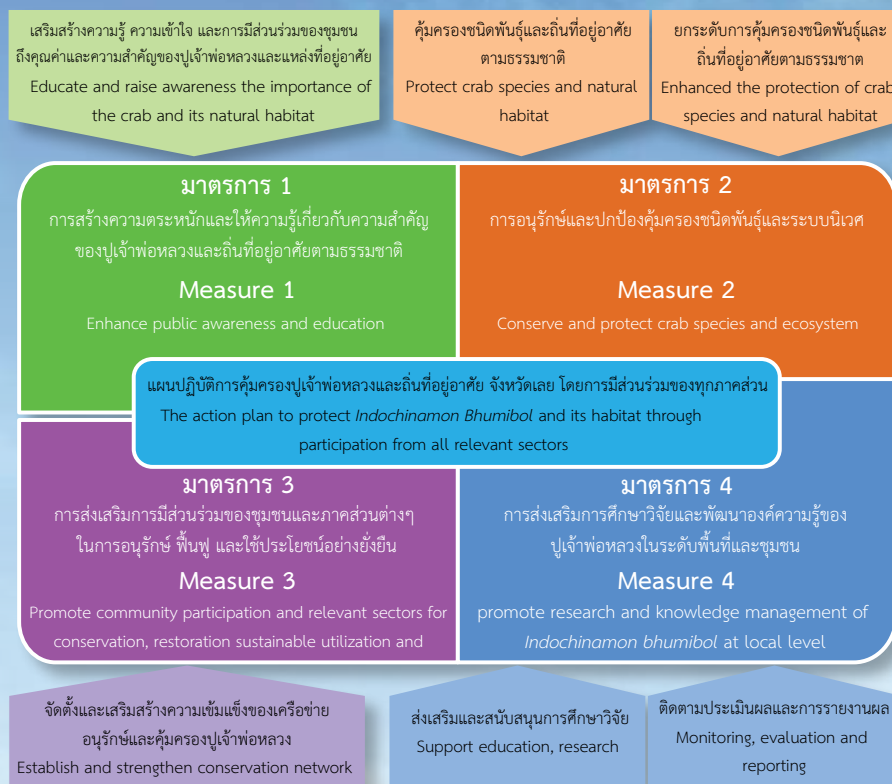 เสริมสร้างความรู้ ความเข้าใจ และการมีส่วนร่วมของชุมชน
ถึงคุณค่าและความสำคัญของปูเจ้าพ่อหลวงและแหล่งที่อยู่อาศัย
Educate and raise awareness the importance of
the crab and its natural habitat
คุ้มครองชนิดพันธุ์และถิ่นที่อยู่อาศัย
ตามธรรมชาติ
Protect crab species and natural
habitat
ยกระดับการคุ้มครองชนิดพันธุ์และ
ถิ่นที่อยู่อาศัยตามธรรมชาติ
Enhanced the protection of crab
species and natural habitat
มาตรการ 1
การสร้างความตระหนักและให้ความรู้เกี่ยวกับความสำคัญ
ของปูเจ้าพ่อหลวงและถิ่นที่อยู่อาศัยตามธรรมชาติ
Measure 1
Enhance public awareness and education
มาตรการ 2
การอนุรักษ์และปกป้องคุ้มครองชนิดพันธุ์และระบบนิเวศ
Measure 2
Conserve and protect crab species and ecosystem
แผนปฏิบัติการคุ้มครองปูเจ้าพ่อหลวงและถิ่นที่อยู่อาศัย จังหวัดเลย โดยการมีส่วนร่วมของทุกภาคส่วน
The action plan to protect Indochinamon Bhumibol and its habitat through
participation from all relevant sectors
มาตรการ 3
การส่งเสริมการมีส่วนร่วมของชุมชนและภาคส่วนต่างๆ
ในการอนุรักษ์ ฟื้นฟู และใช้ประโยชน์อย่างยั่งยืน
Measure 3
Promote community participation and relevant sectors for
conservation, restoration sustainable utilization and
มาตรการ 4
การส่งเสริมการศึกษาวิจัยและพัฒนาองค์ความรู้ของ
ปูเจ้าพ่อหลวงในระดับพื้นที่และชุมชน
Measure 4
promote research and knowledge management of
Indochinamon bhumibol at local level
จัดตั้งและเสริมสร้างความเข้มแข็งของเครือข่าย
อนุรักษ์และคุ้มครองปูเจ้าพ่อหลวง
Establish and strengthen conservation network
ส่งเสริมและสนับสนุนการศึกษาวิจัย
Support education, research
ติดตามประเมินผลและการรายงานผล
Monitoring, evaluation and
reporting